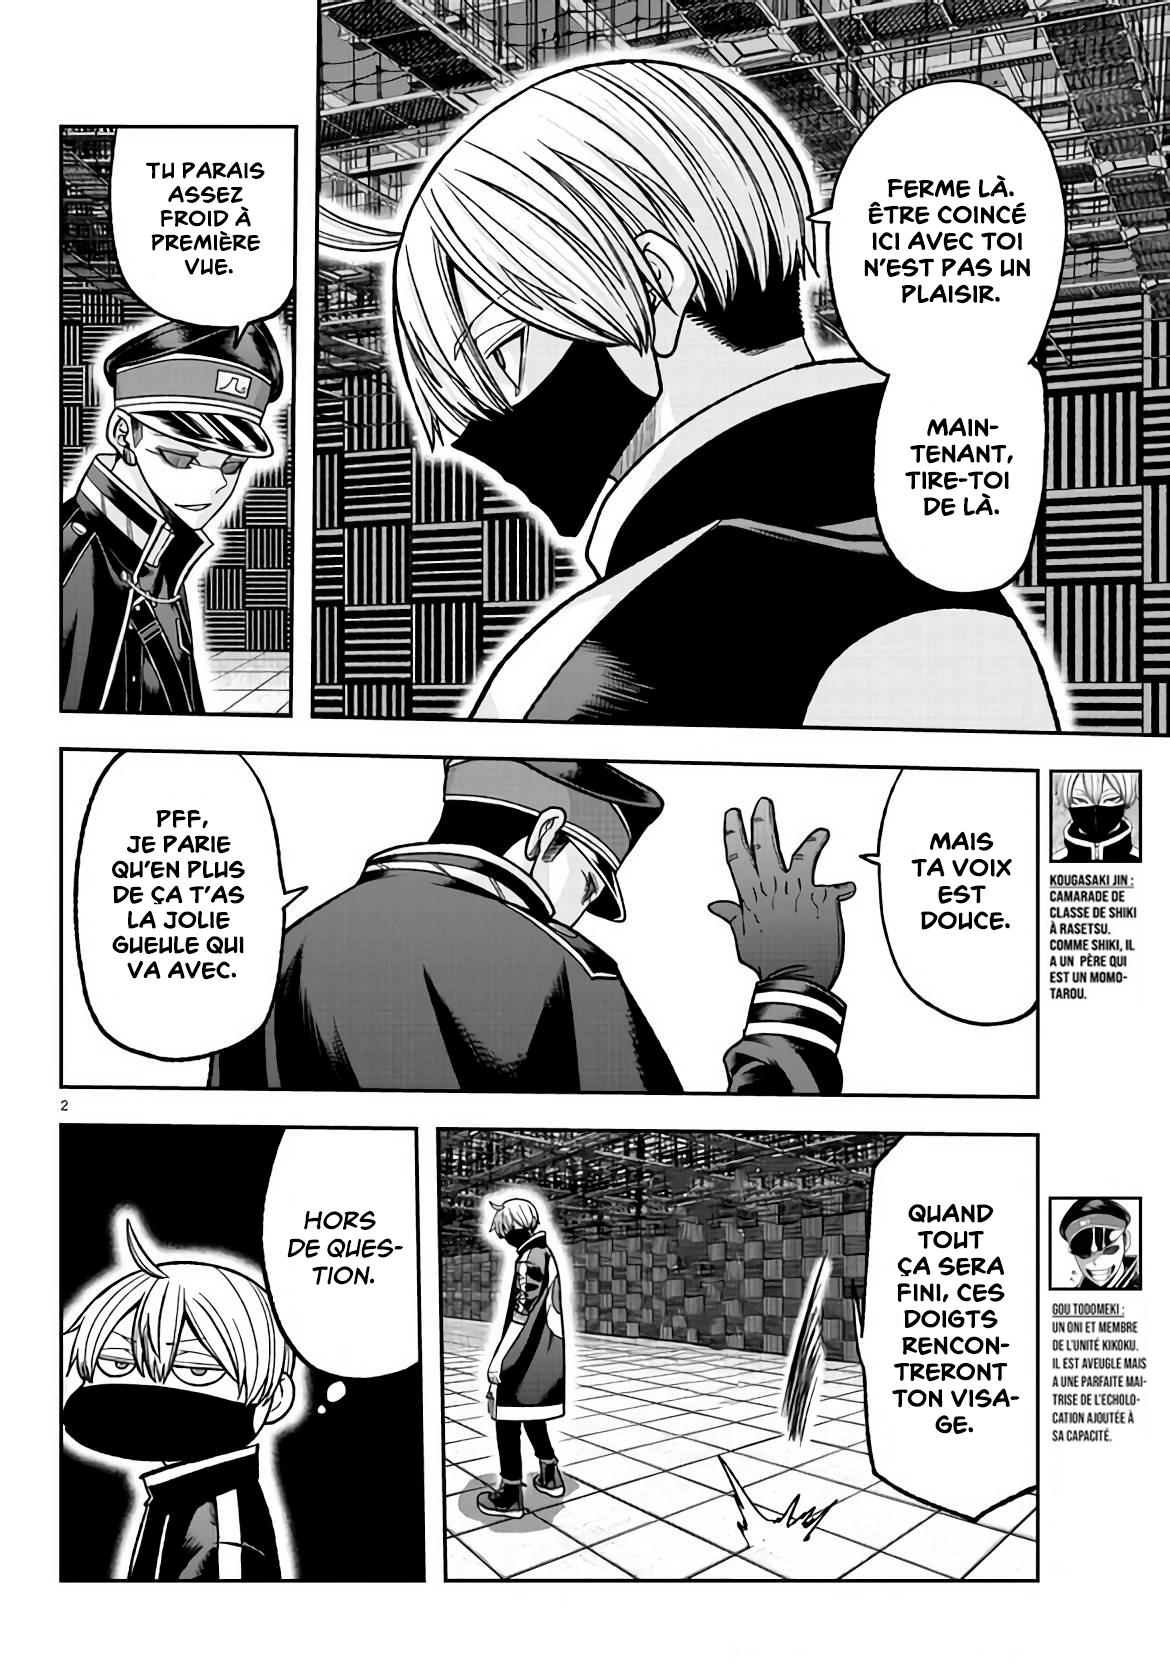 FERME LÀ.
ÊTRE COINCÉ
ICI AVEC TOI
N'EST PAS UN
PLAISIR.
MAIN-
TENANT,
TIRE-TOI
DE LÀ.
TU PARAIS
ASSEZ
FROID À
PREMIÈRE
VUE.
九
MAIS
TA VOIX
EST
DOUCE.
PFF,
JE PARIE
QU'EN PLUS
DE ÇA T'AS
LA JOLIE
GUEULE QUI
VA AVEC.
KOUGASAKI JIN :
CAMARADE DE
CLASSE DE SHIKI
À RASETSU.
COMME SHIKI, IL
A UN PÈRE QUI
EST UN MOMO-
TAROU.
2
QUAND
TOUT
ÇA SERA
FINI, CES
DOIGTS
RENCON-
TRERONT
TON VISA-
GE.
HORS
DE QUES-
TION.
GOU TODOMEKI :
UN ONI ET MEMBRE
DE L'UNITÉ KIKOKU.
IL EST AVEUGLE MAIS
A UNE PARFAITE MAI-
TRISE DE L'ECHOLO-
CATION AJOUTÉE À
SA CAPACITÉ.